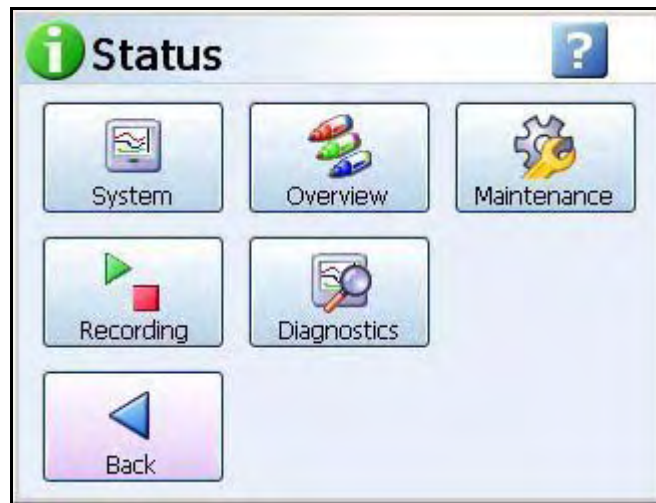 Status
?
System
Overview
Maintenance
Recording
Diagnostics
Back